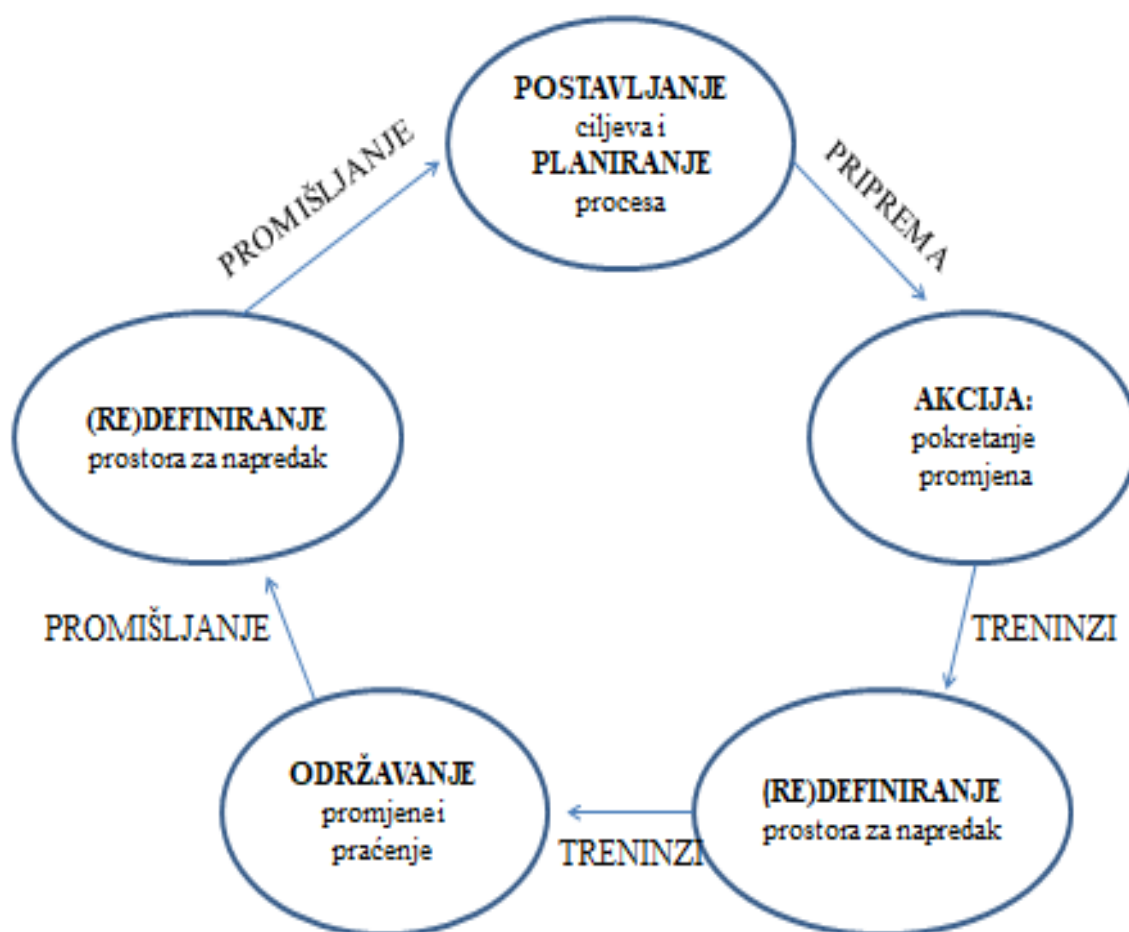 POSTAVLJANJE
ciljeva i
PLANIRANJE
procesa
PRIPREMA
AKCIJA:
pokretanje
promjena
TRENINZI
(RE)DEFINIRANJE
prostora za napredak
TRENINZI
ODRŽAVANJE
promjene i
praćenje
PROMIŠLJANJE
(RE)DEFINIRANJE
prostora za napredak
PROMIŠLJANJE